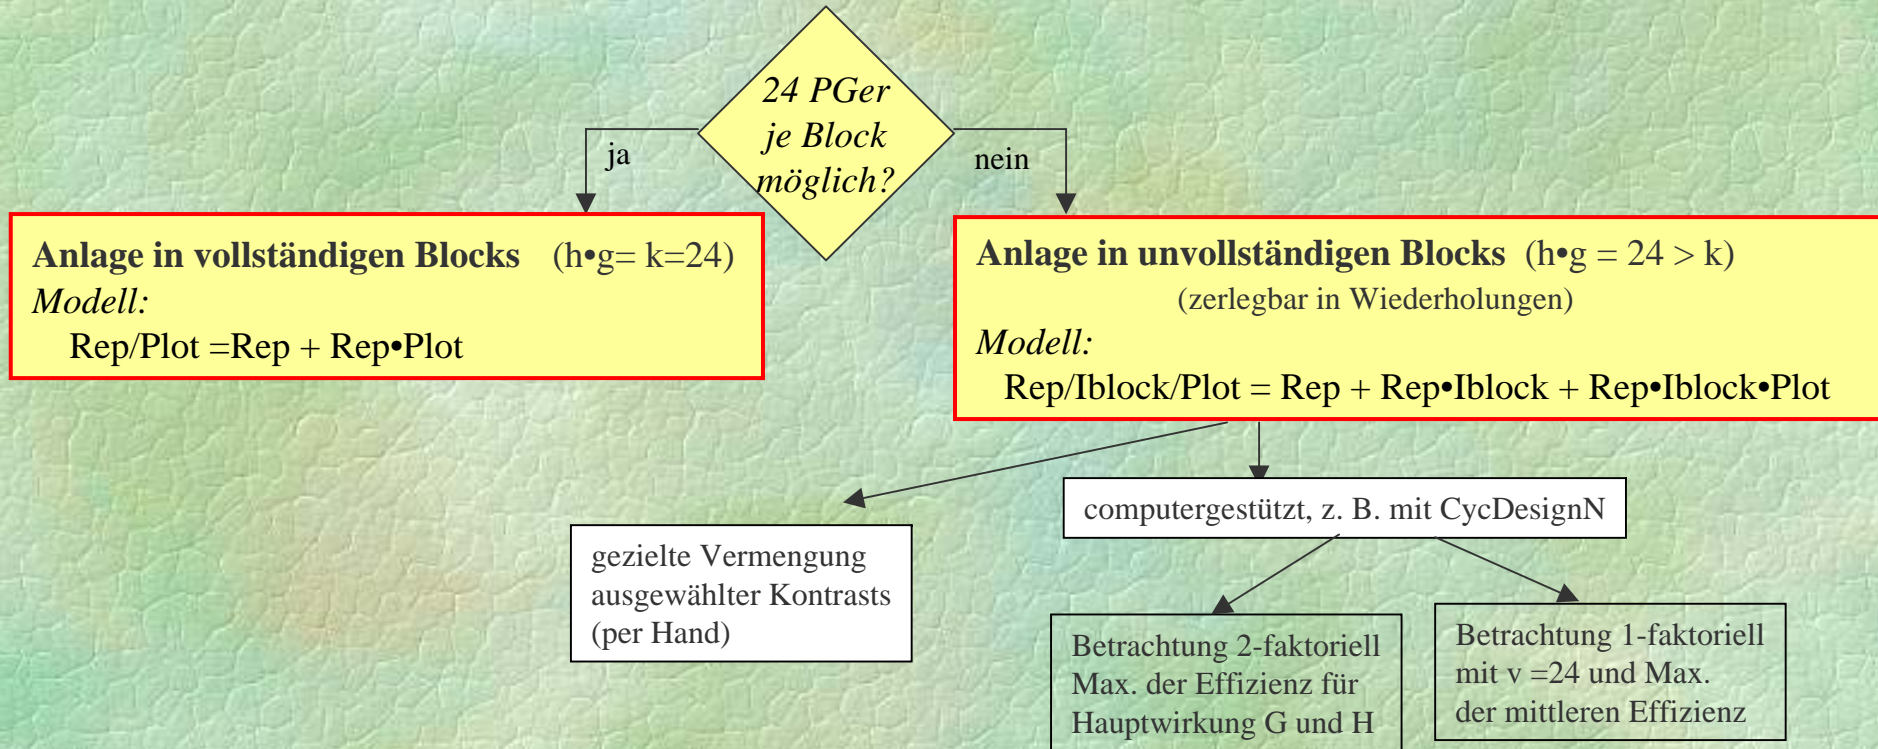 24 PGer
je Block
möglich?
ja
nein
Anlage in vollständigen Blocks (h•g= k=24)
Modell:
Rep/Plot =Rep + Rep•Plot
Anlage in unvollständigen Blocks (h•g = 24 > k)
(zerlegbar in Wiederholungen)
Modell:
Rep/Iblock/Plot = Rep + Rep•Iblock + Rep•Iblock•Plot
gezielte Vermengung
ausgewählter Kontrasts
(per Hand)
computergestützt, z. B. mit CycDesignN
Betrachtung 2-faktoriell
Max. der Effizienz für
Hauptwirkung G und H
Betrachtung 1-faktoriell
mit v =24 und Max.
der mittleren Effizienz